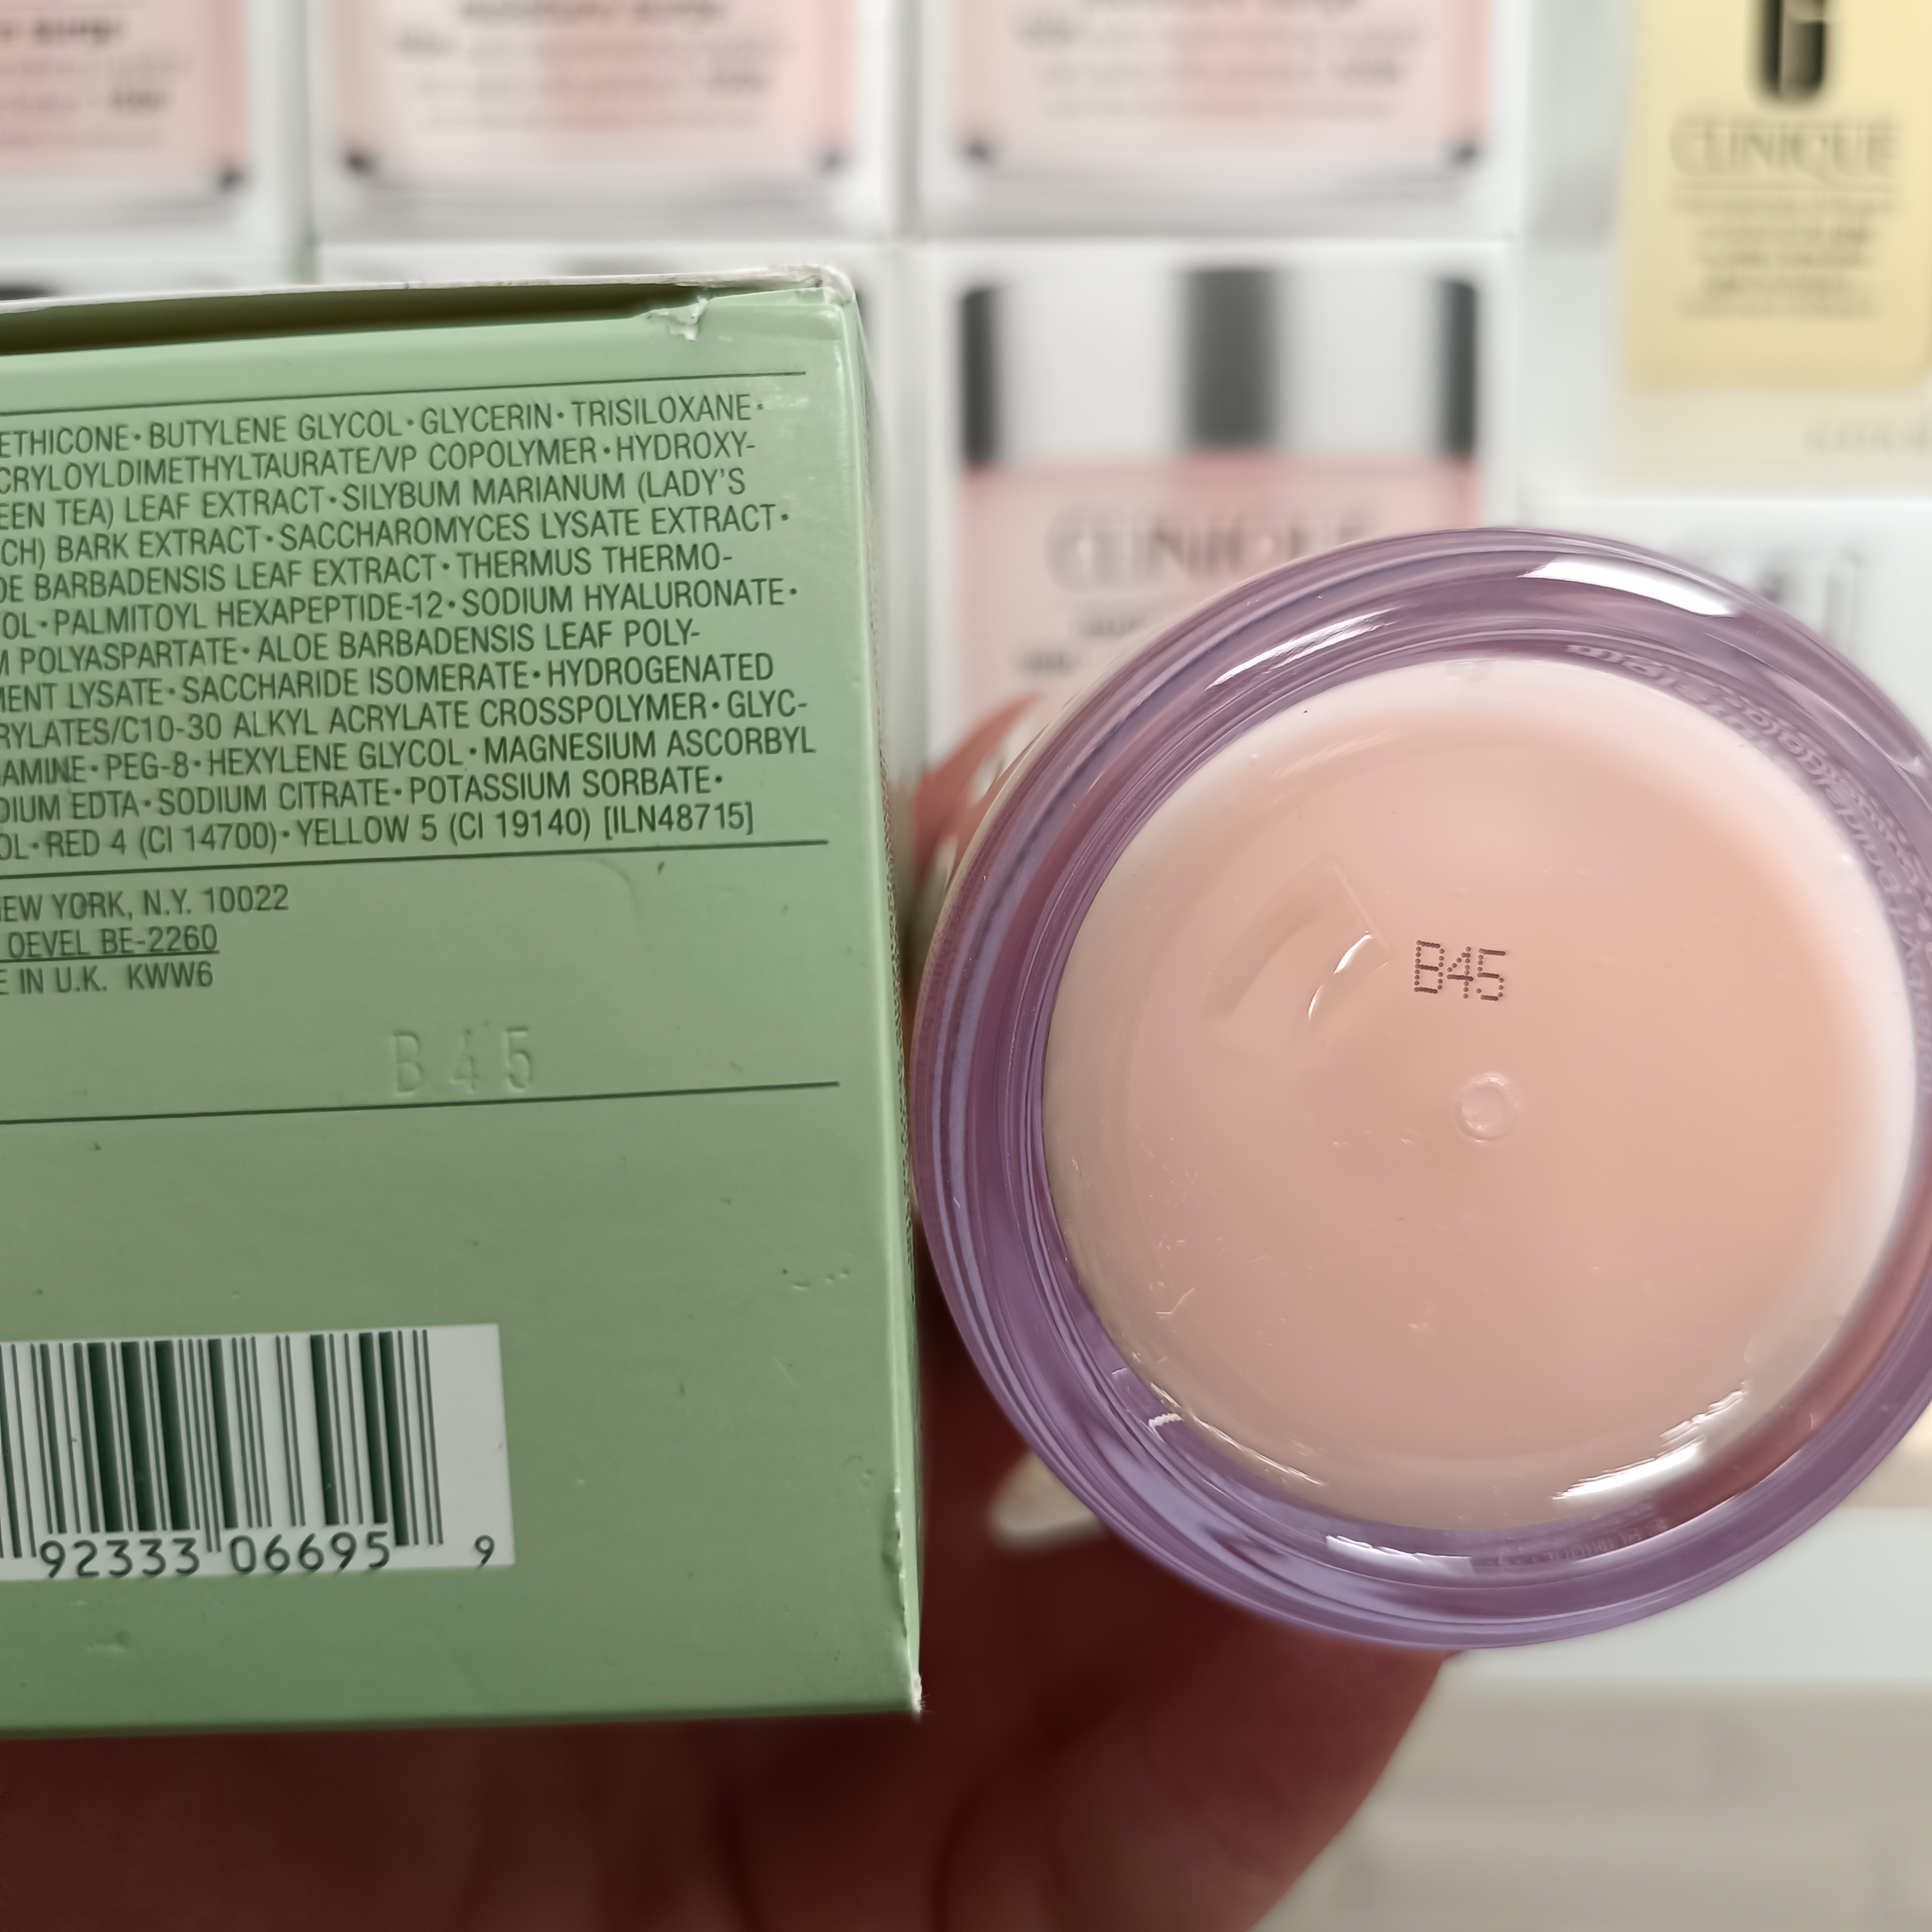 CLINIQUE
ETHICONE•BUTYLENE GLYCOL•GLYCERIN•TRISILOXANE•
CRYLOYLDIMETHYLTAURATE/VP COPOLYMER•HYDROXY-
EEN TEA) LEAF EXTRACT•SILYBUM MARIANUM (LADY'S
CH) BARK EXTRACT•SACCHAROMYCES LYSATE EXTRACT•
OE BARBADENSIS LEAF EXTRACT•THERMUS THERMO-
OL•PALMITOYL HEXAPEPTIDE-12•SODIUM HYALURONATE•
M POLYASPARTATE•ALOE BARBADENSIS LEAF POLY-
MENT LYSATE•SACCHARIDE ISOMERATE•HYDROGENATED
RYLATES/C10-30 ALKYL ACRYLATE CROSSPOLYMER•GLYC-
AMINE•PEG-8•HEXYLENE GLYCOL•MAGNESIUM ASCORBYL
DIUM EDTA•SODIUM CITRATE•POTASSIUM SORBATE•
OL•RED 4 (CI 14700)•YELLOW 5 (CI 19140) [ILN48715]
NEW YORK, N.Y. 10022
OEVEL BE-2260
E IN U.K. KWW6
B45
92333 06695 9
CLINIQUE
B45